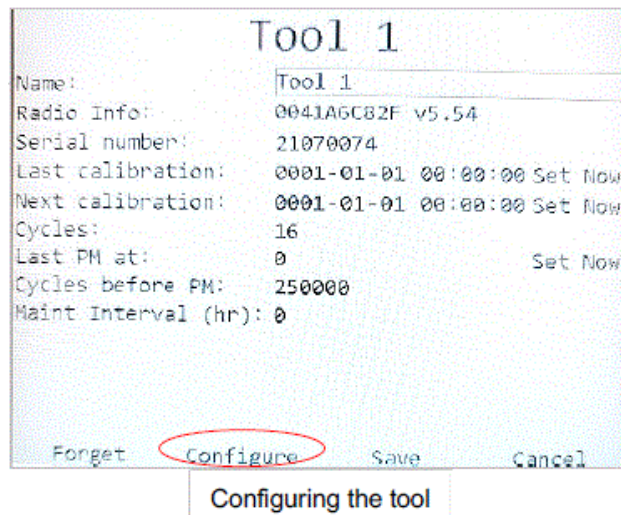 Tool 1
Name: Tool 1
Radio Info: 0041A6C82F v5.54
Serial number: 21070074
Last calibration: 0001-01-01 00:00:00 Set Now
Next calibration: 0001-01-01 00:00:00 Set Now
Cycles: 16
Last PM at: 0 Set Now
Cycles before PM: 250000
Maint Interval (hr): 0
Forget Configure Save Cancel
Configuring the tool